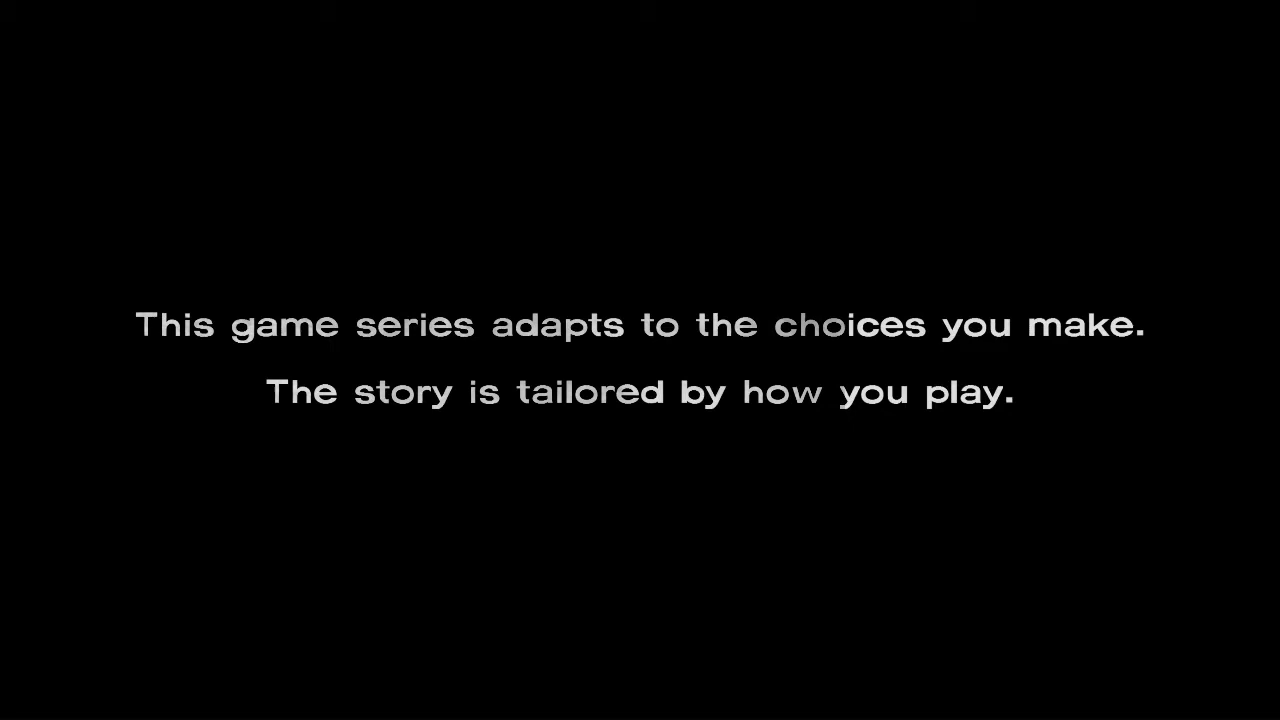 This game series adapts to the choices you make.
The story is tailored by how you play.